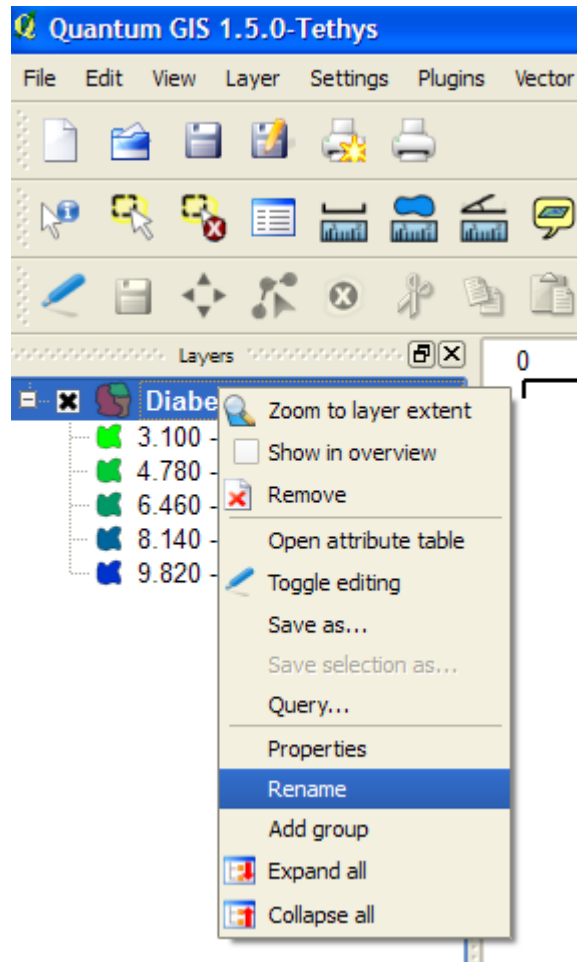 Quantum GIS 1.5.0-Tethys
File Edit View Layer Settings Plugins Vector
Layers
0
Diabe
3.100 -
4.780 -
6.460 -
8.140 -
9.820 -
Zoom to layer extent
Show in overview
Remove
Open attribute table
Toggle editing
Save as...
Save selection as...
Query...
Properties
Rename
Add group
Expand all
Collapse all